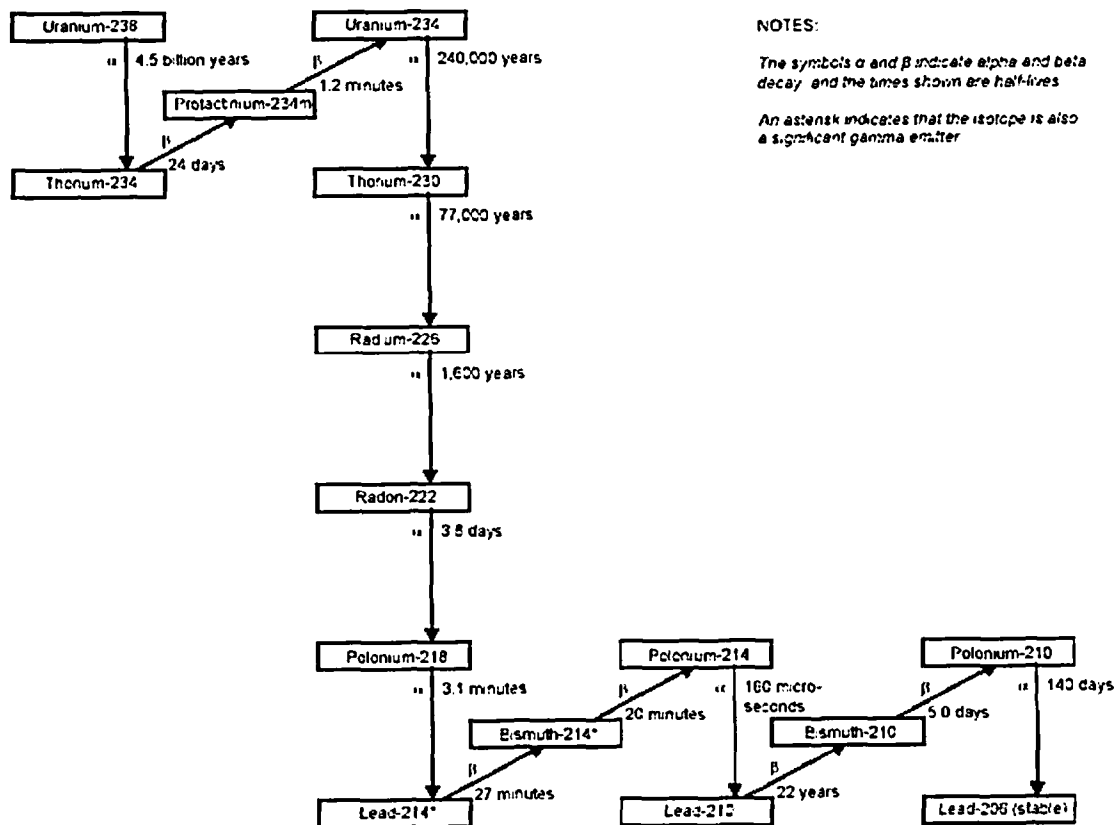 Uranium-238
α 4.5 billion years
β
24 days
Thorium-234
Protactinium-234m
β
1.2 minutes
Uranium-234
α 240,000 years
Thorium-230
α 77,000 years
Radium-226
α 1,600 years
Radon-222
α 3.8 days
Polonium-218
α 3.1 minutes
Lead-214*
β
27 minutes
Bismuth-214*
β
20 minutes
Polonium-214
α 160 micro-
seconds
Lead-210
β
22 years
Bismuth-210
β
5.0 days
Polonium-210
α 140 days
Lead-206 (stable)
NOTES:
The symbols α and β indicate alpha and beta
decay, and the times shown are half-lives
An asterisk indicates that the isotope is also
a significant gamma emitter